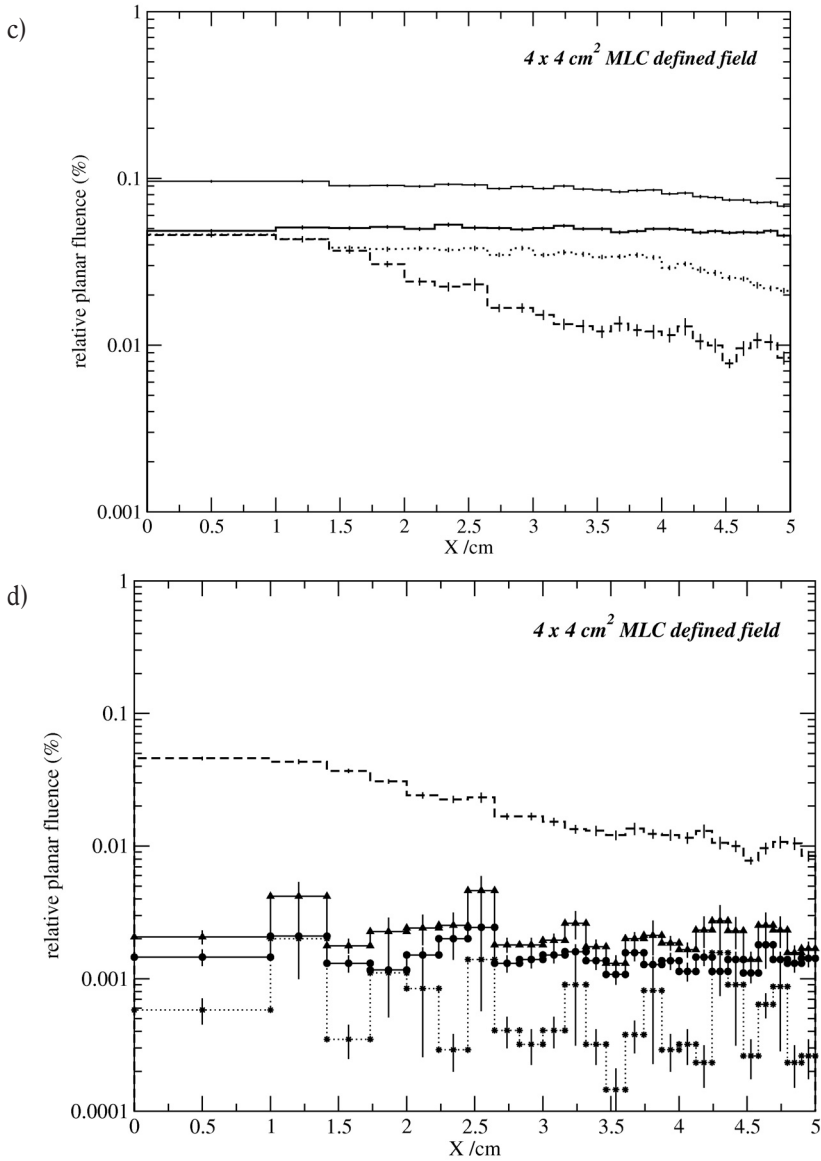 c)
4 x 4 cm² MLC defined field
1
0.1
0.01
0.001
relative planar fluence (%)
0 0.5 1 1.5 2 2.5 3 3.5 4 4.5 5
X /cm
d)
4 x 4 cm² MLC defined field
1
0.1
0.01
0.001
0.0001
relative planar fluence (%)
0 0.5 1 1.5 2 2.5 3 3.5 4 4.5 5
X /cm